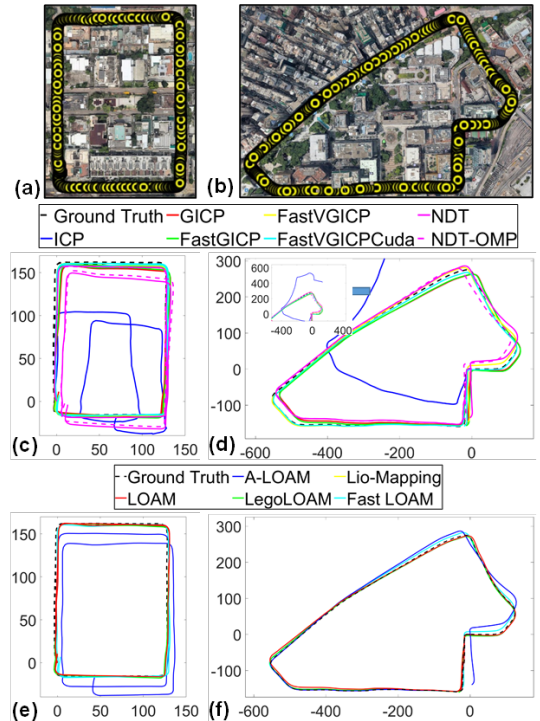 (a)
(b)
Ground Truth GICP FastVGICP NDT
ICP FastGICP FastVGICPCuda NDT-OMP
150
100
50
0
0 50 100 150
(c)
600
400
200
0
-400 0 400
300
200
100
0
-100
-600 -400 -200 0
(d)
Ground Truth A-LOAM Lio-Mapping
LOAM LegoLOAM Fast LOAM
150
100
50
0
0 50 100 150
(e)
300
200
100
0
-100
-600 -400 -200 0
(f)